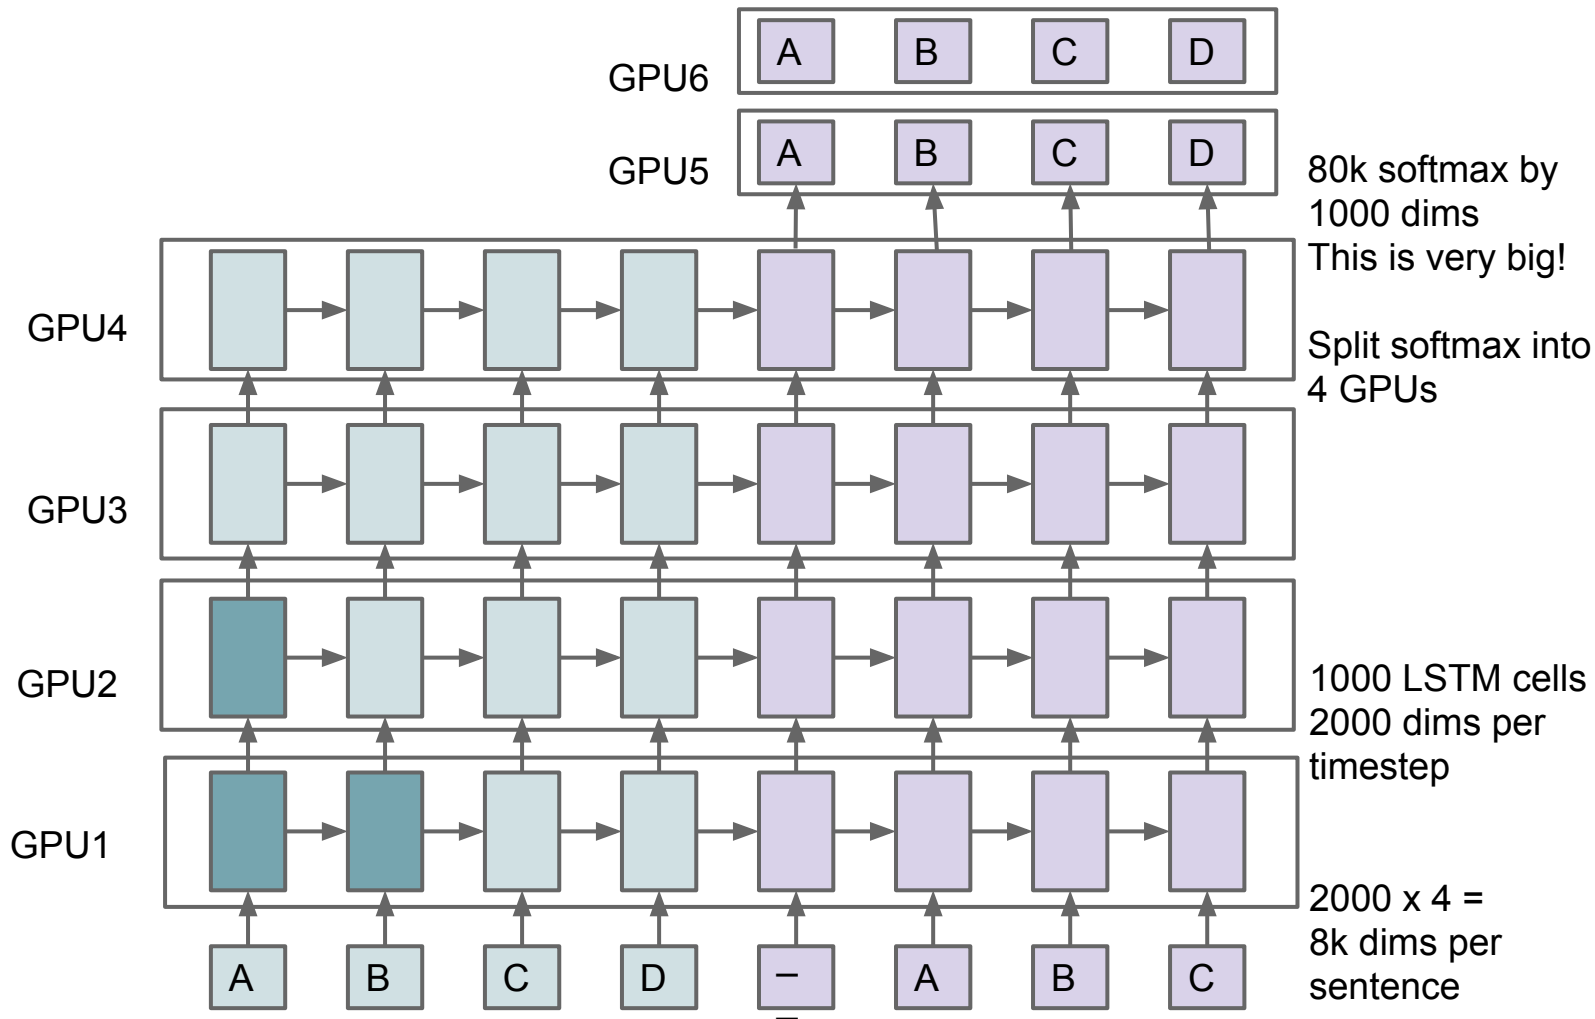 GPU6 A B C D
GPU5 A B C D
80k softmax by
1000 dims
This is very big!
GPU4
Split softmax into
4 GPUs
GPU3
GPU2
1000 LSTM cells
2000 dims per
timestep
GPU1
2000 x 4 =
8k dims per
sentence
A B C D _ A B C